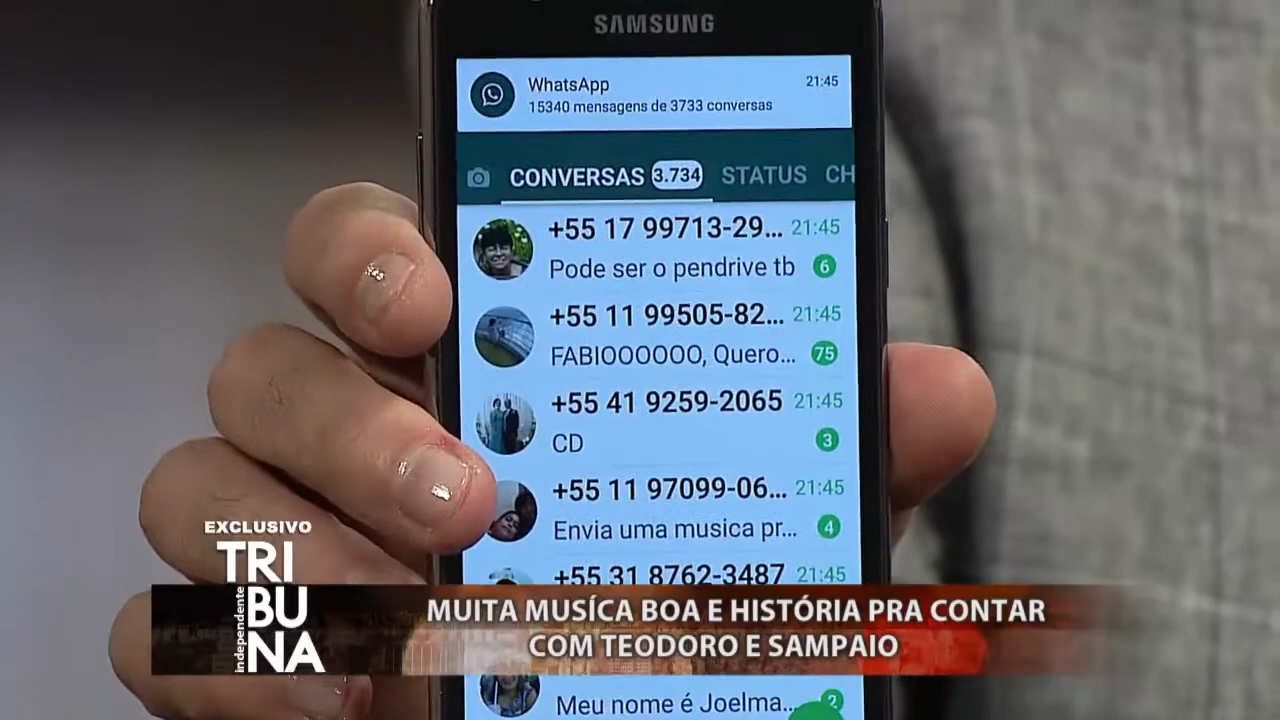 SAMSUNG
WhatsApp
21:45
15340 mensagens de 3733 conversas
CONVERSAS 3.734 STATUS CH
+55 17 99713-29... 21:45
Pode ser o pendrive tb 6
+55 11 99505-82... 21:45
FABIOOOOOO, Quero... 75
+55 41 9259-2065 21:45
CD 3
+55 11 97099-06... 21:45
Envia uma musica pr... 4
+55 31 8762-3487 21:45
Meu nome é Joelma... 2
EXCLUSIVO
TRI
BU
NA
independente
MUITA MUSÍCA BOA E HISTÓRIA PRA CONTAR
COM TEODORO E SAMPAIO